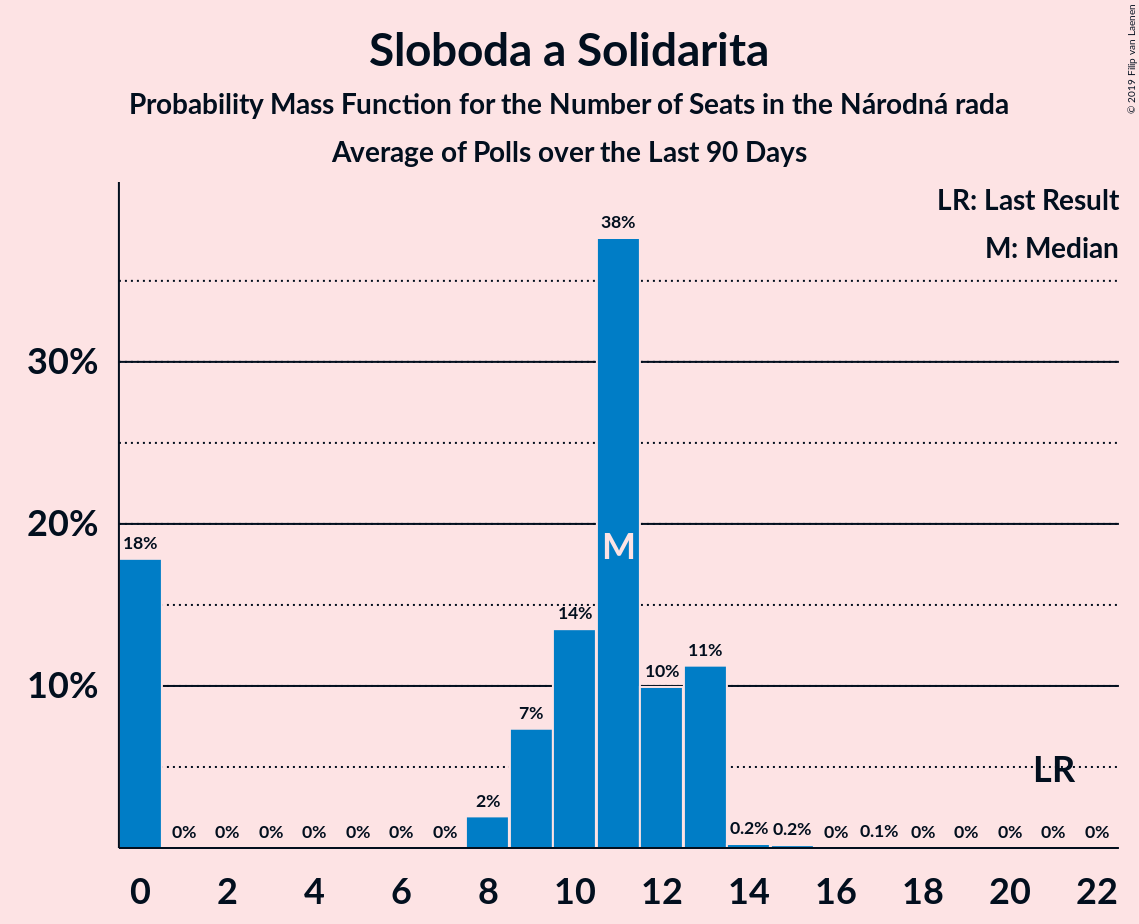 Sloboda a Solidarita
Probability Mass Function for the Number of Seats in the Národná rada
Average of Polls over the Last 90 Days
© 2019 Filip van Laenen
LR: Last Result
M: Median
30%
20%
10%
18%
0%
0%
0%
0%
0%
0%
0%
2%
7%
14%
38%
M
10%
11%
0.2%
0.2%
0%
0.1%
0%
0%
0%
0%
0%
LR
0 2 4 6 8 10 12 14 16 18 20 22